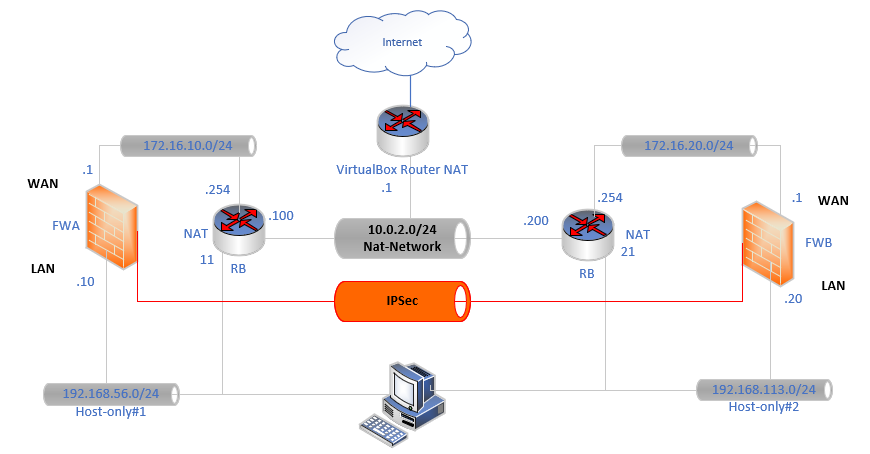 Internet
172.16.10.0/24
172.16.20.0/24
VirtualBox Router NAT
.1
.1
WAN
.254
.254
.1
WAN
FWA
NAT
.100
10.0.2.0/24
Nat-Network
.200
NAT
FWB
11
RB
21
RB
LAN
.10
IPSec
LAN
.20
192.168.56.0/24
Host-only#1
192.168.113.0/24
Host-only#2